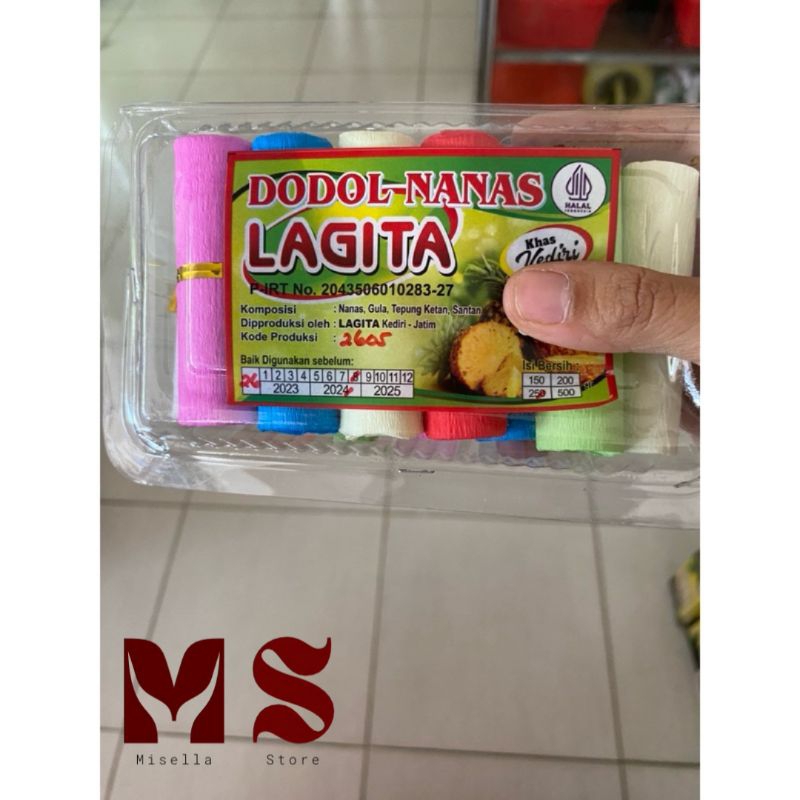 DODOL NANAS
HALAL
INDONESIA
LAGITA
Khas
Kediri
P-IRT No. 2043506010283-27
Komposisi : Nanas, Gula, Tepung Ketan, Santan
Dipproduksi oleh : LAGITA Kediri - Jatim
Kode Produksi : 2605
Baik Digunakan sebelum:
26 1 2 3 4 5 6 7 8 9 10 11 12
2023 2024 2025
Isi Bersih :
150 200
250 500
M S
Misella Store